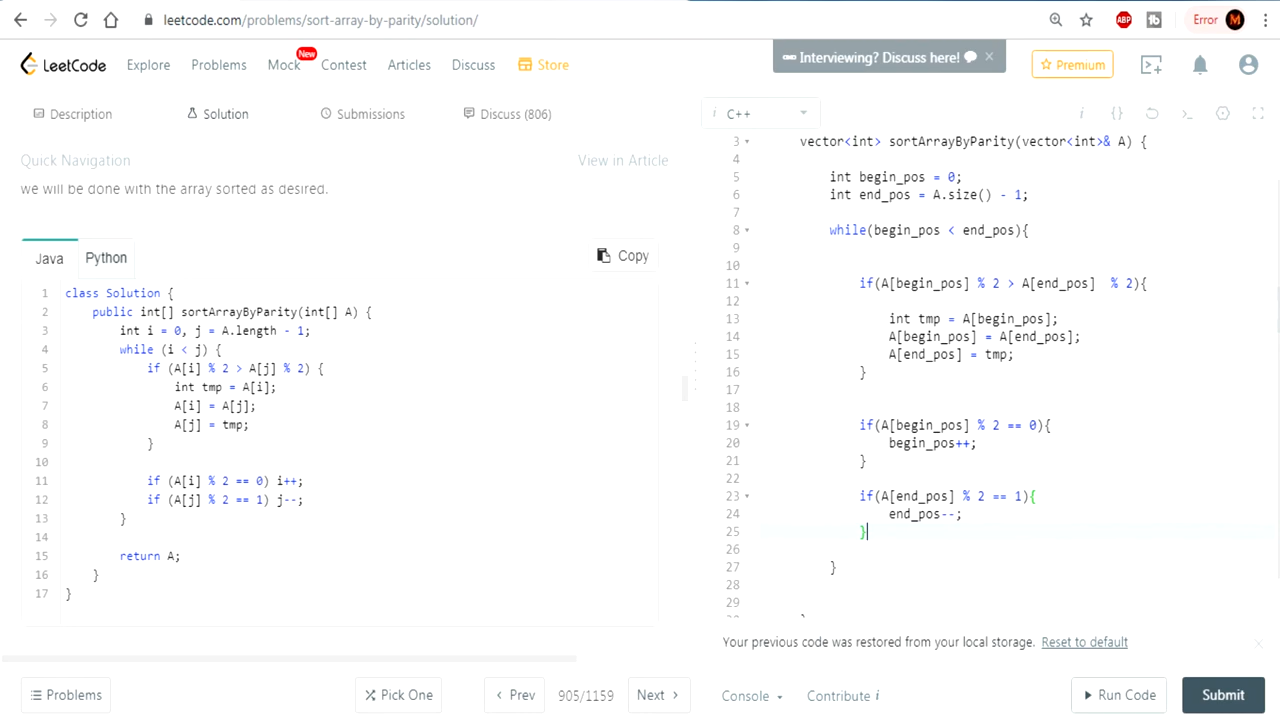 leetcode.com/problems/sort-array-by-parity/solution/
ABP
Error M
LeetCode Explore Problems Mock New Contest Articles Discuss Store
Interviewing? Discuss here!
Premium
Description Solution Submissions Discuss (806)
Quick Navigation View in Article
we will be done with the array sorted as desired.
Java Python Copy
1 class Solution {
2 public int[] sortArrayByParity(int[] A) {
3 int i = 0, j = A.length - 1;
4 while (i < j) {
5 if (A[i] % 2 > A[j] % 2) {
6 int tmp = A[i];
7 A[i] = A[j];
8 A[j] = tmp;
9 }
10
11 if (A[i] % 2 == 0) i++;
12 if (A[j] % 2 == 1) j--;
13 }
14
15 return A;
16 }
17 }
Problems Pick One Prev 905/1159 Next
i C++
3 vector<int> sortArrayByParity(vector<int>& A) {
4
5 int begin_pos = 0;
6 int end_pos = A.size() - 1;
7
8 while(begin_pos < end_pos){
9
10
11 if(A[begin_pos] % 2 > A[end_pos] % 2){
12
13 int tmp = A[begin_pos];
14 A[begin_pos] = A[end_pos];
15 A[end_pos] = tmp;
16 }
17
18
19 if(A[begin_pos] % 2 == 0){
20 begin_pos++;
21 }
22
23 if(A[end_pos] % 2 == 1){
24 end_pos--;
25 }
26
27 }
28
29
Your previous code was restored from your local storage. Reset to default
Console Contribute i Run Code Submit